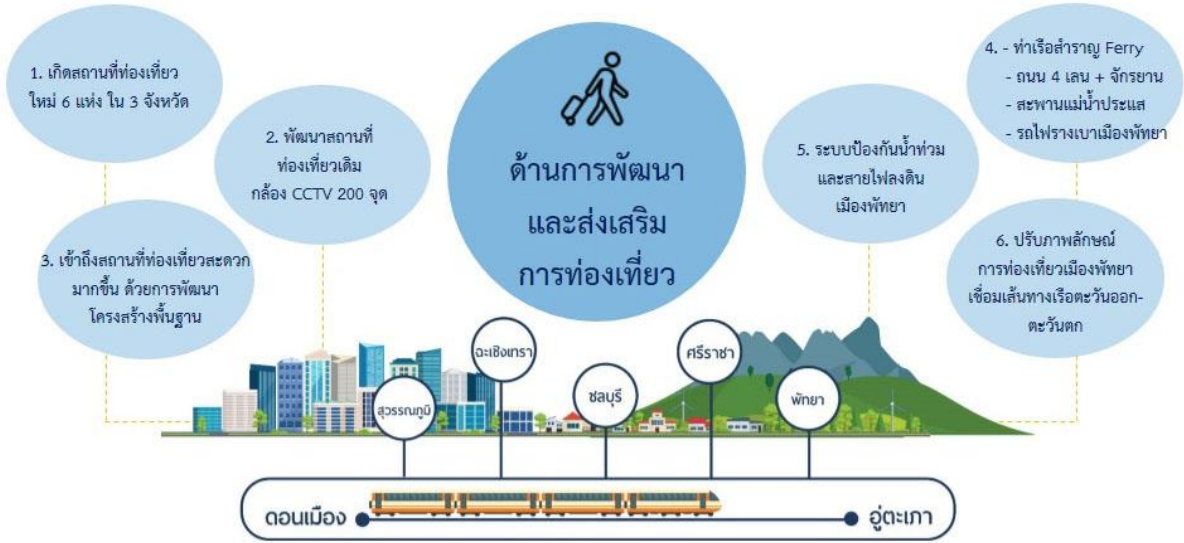 ด้านการพัฒนา
และส่งเสริม
การท่องเที่ยว
1. เกิดสถานที่ท่องเที่ยว
ใหม่ 6 แห่ง ใน 3 จังหวัด
2. พัฒนาสถานที่
ท่องเที่ยวเดิม
กล้อง CCTV 200 จุด
3. เข้าถึงสถานที่ท่องเที่ยวสะดวก
มากขึ้น ด้วยการพัฒนา
โครงสร้างพื้นฐาน
4. - ท่าเรือสำราญ Ferry
- ถนน 4 เลน + จักรยาน
- สะพานแม่น้ำประแส
- รถไฟรางเบาเมืองพัทยา
5. ระบบป้องกันน้ำท่วม
และสายไฟลงดิน
เมืองพัทยา
6. ปรับภาพลักษณ์
การท่องเที่ยวเมืองพัทยา
เชื่อมเส้นทางเรือตะวันออก-
ตะวันตก
สุวรรณภูมิ
ฉะเชิงเทรา
ชลบุรี
ศรีราชา
พัทยา
ดอนเมือง
อู่ตะเภา